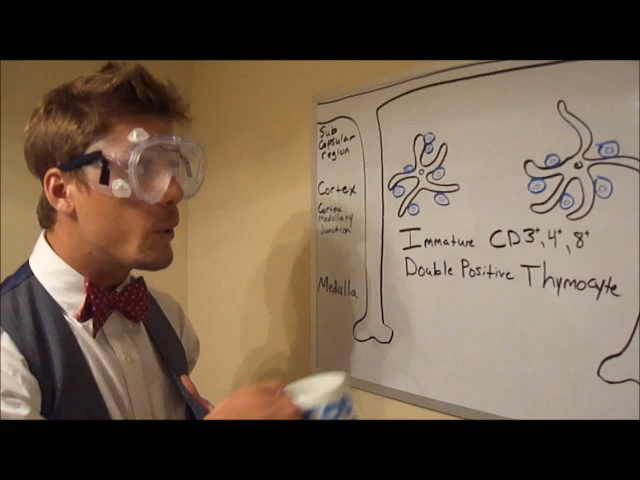 Sub
Capsular
region
Cortex
Cortex
Medullary
Junction
Medulla
Immature CD3⁺, 4⁺, 8⁺
Double Positive Thymocyte